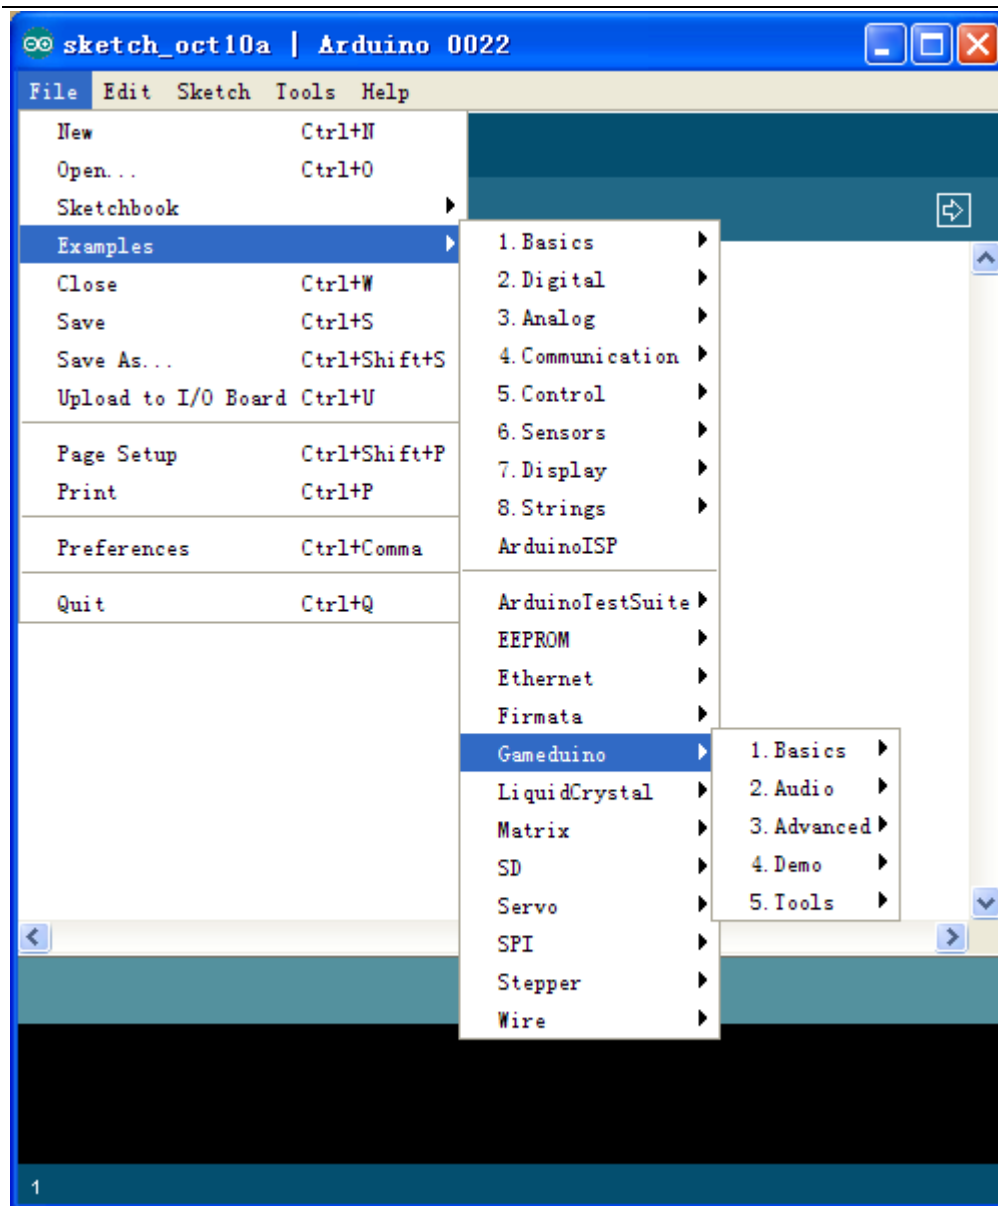 sketch_oct10a | Arduino 0022
File Edit Sketch Tools Help
New Ctrl+N
Open... Ctrl+O
Sketchbook
Examples
Close Ctrl+W
Save Ctrl+S
Save As... Ctrl+Shift+S
Upload to I/O Board Ctrl+U
Page Setup Ctrl+Shift+P
Print Ctrl+P
Preferences Ctrl+Comma
Quit Ctrl+Q
1.Basics
2.Digital
3.Analog
4.Communication
5.Control
6.Sensors
7.Display
8.Strings
ArduinoISP
ArduinoTestSuite
EEPROM
Ethernet
Firmata
Gameduino
LiquidCrystal
Matrix
SD
Servo
SPI
Stepper
Wire
1.Basics
2.Audio
3.Advanced
4.Demo
5.Tools
1